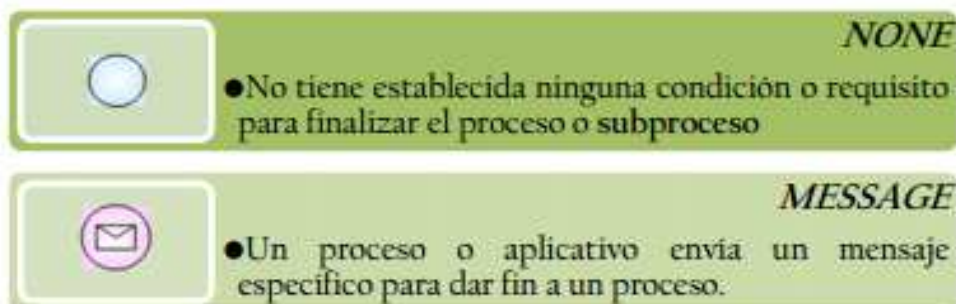 NONE
●No tiene establecida ninguna condición o requisito
para finalizar el proceso o subproceso
MESSAGE
●Un proceso o aplicativo envía un mensaje
específico para dar fin a un proceso.